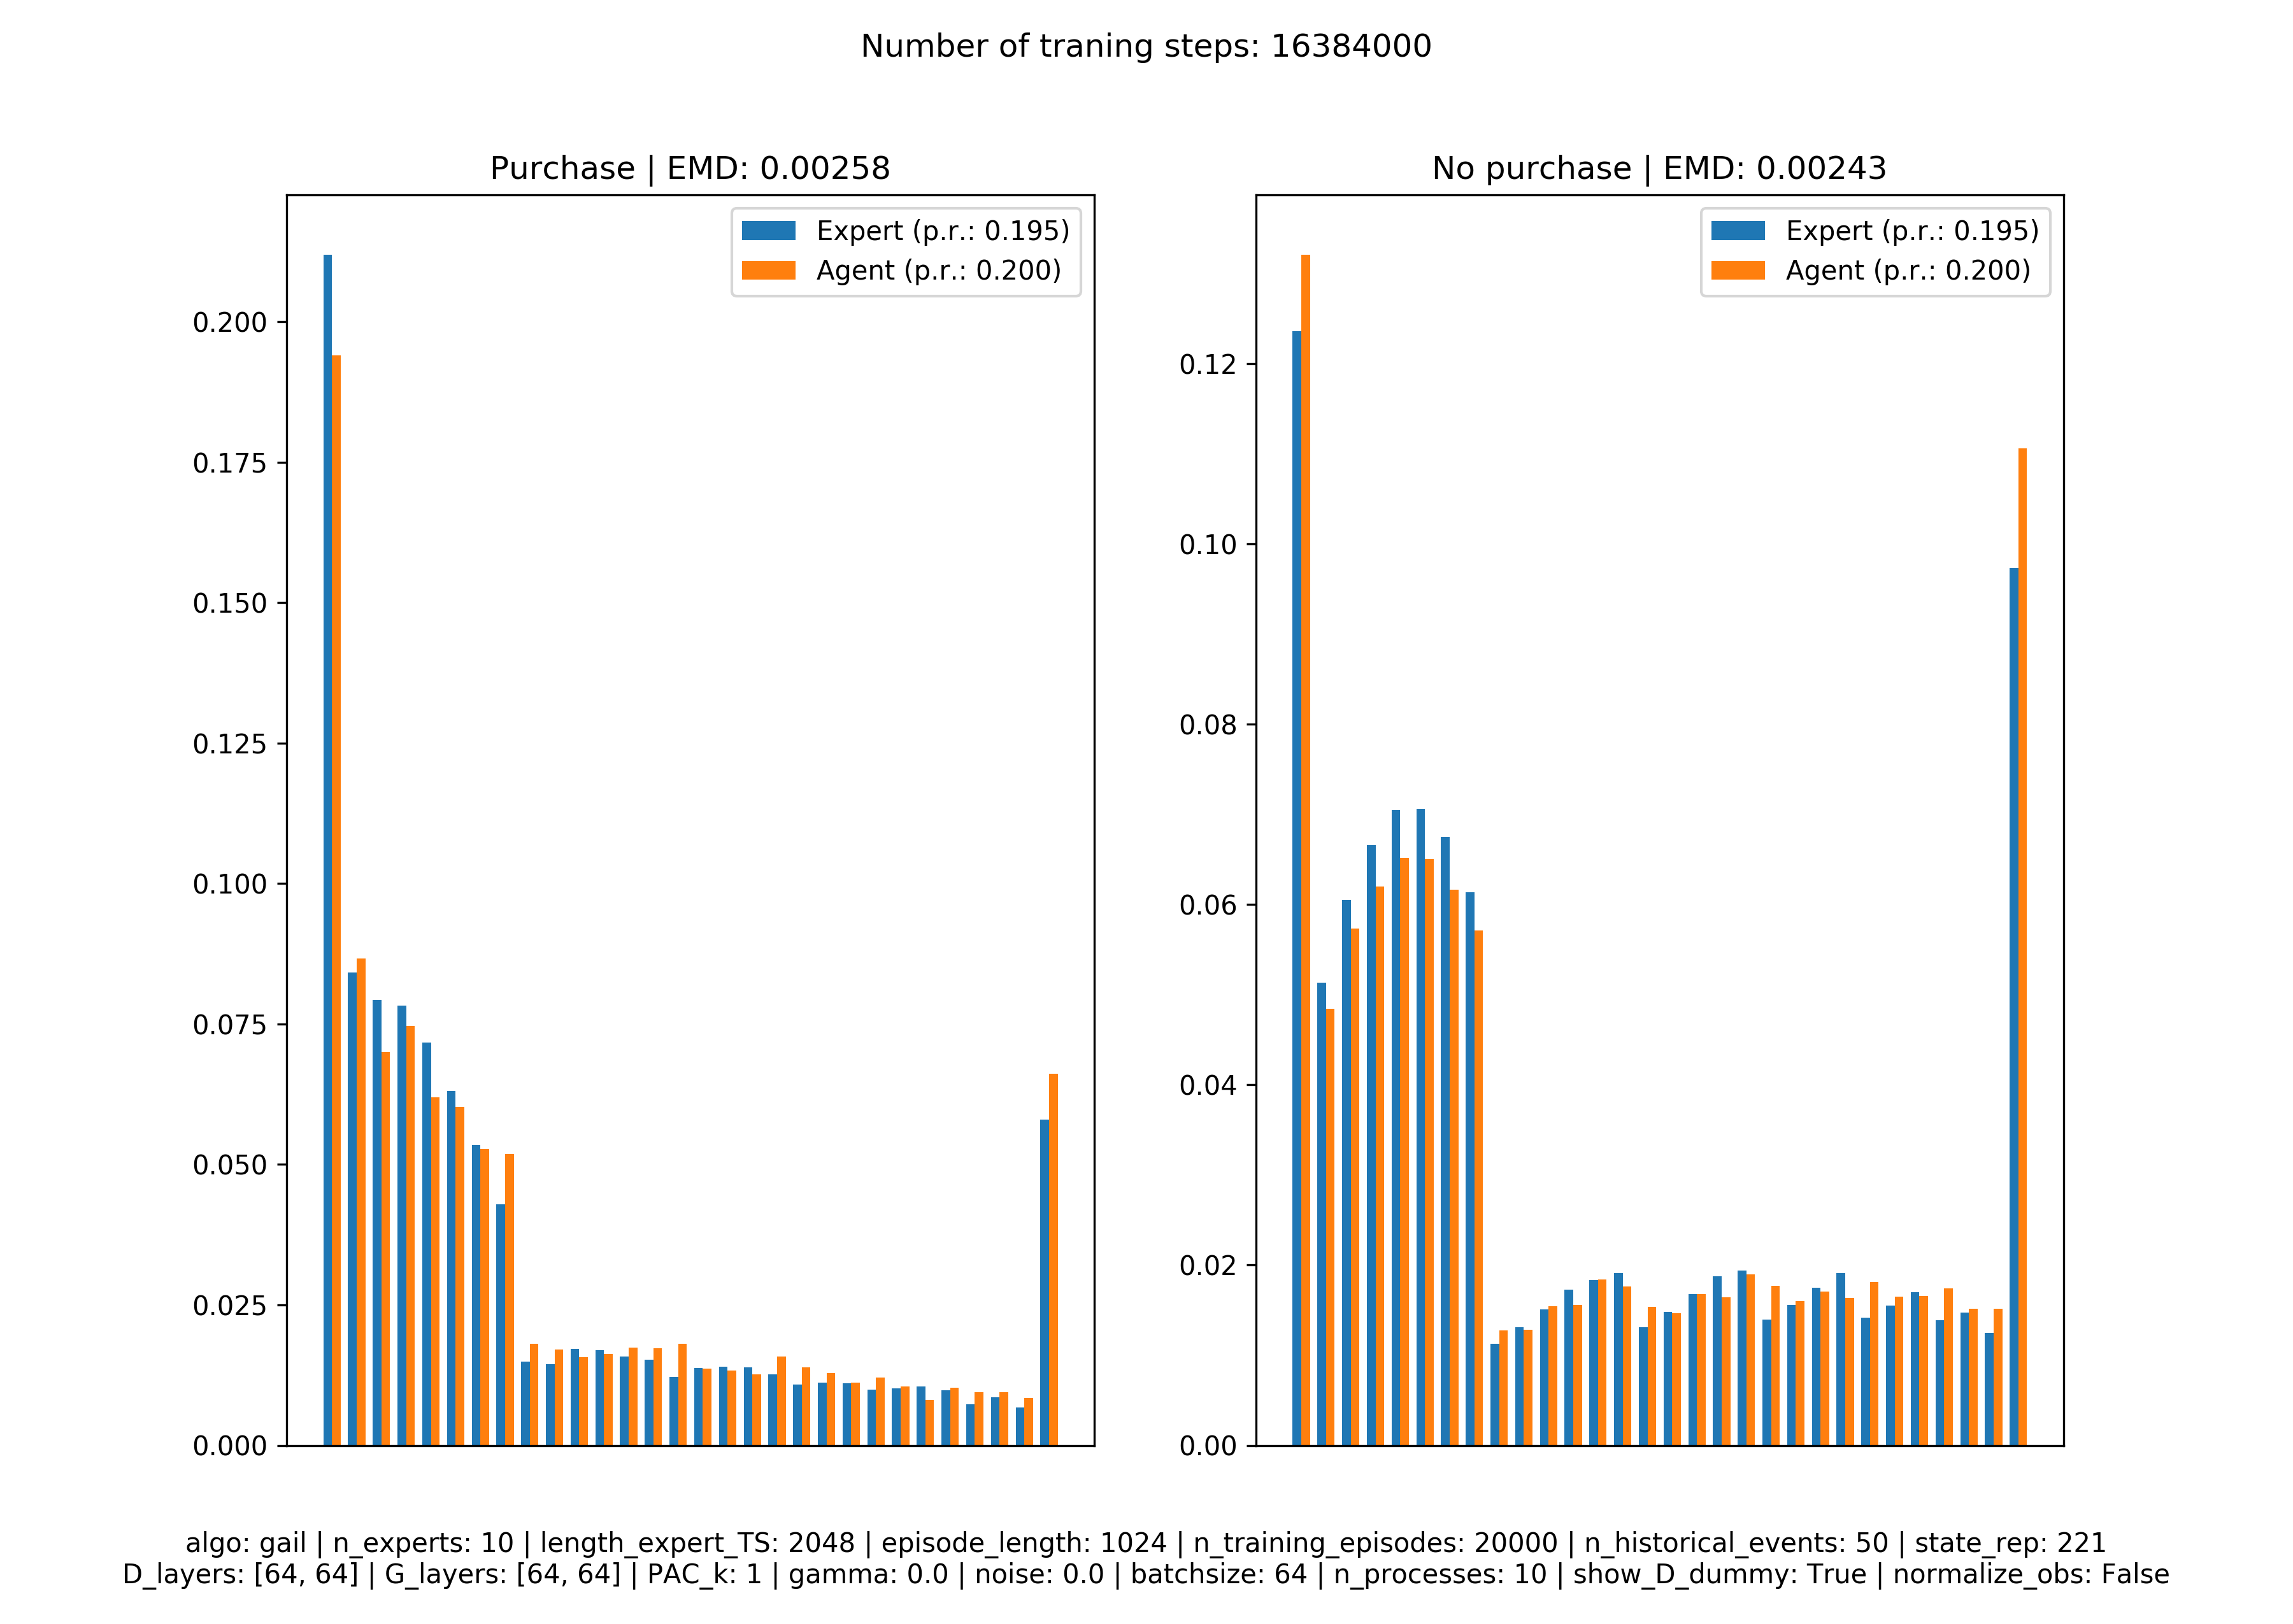 Number of traning steps: 16384000
Purchase | EMD: 0.00258
Expert (p.r.: 0.195)
Agent (p.r.: 0.200)
0.200
0.175
0.150
0.125
0.100
0.075
0.050
0.025
0.000
No purchase | EMD: 0.00243
Expert (p.r.: 0.195)
Agent (p.r.: 0.200)
0.12
0.10
0.08
0.06
0.04
0.02
0.00
algo: gail | n_experts: 10 | length_expert_TS: 2048 | episode_length: 1024 | n_training_episodes: 20000 | n_historical_events: 50 | state_rep: 221
D_layers: [64, 64] | G_layers: [64, 64] | PAC_k: 1 | gamma: 0.0 | noise: 0.0 | batchsize: 64 | n_processes: 10 | show_D_dummy: True | normalize_obs: False